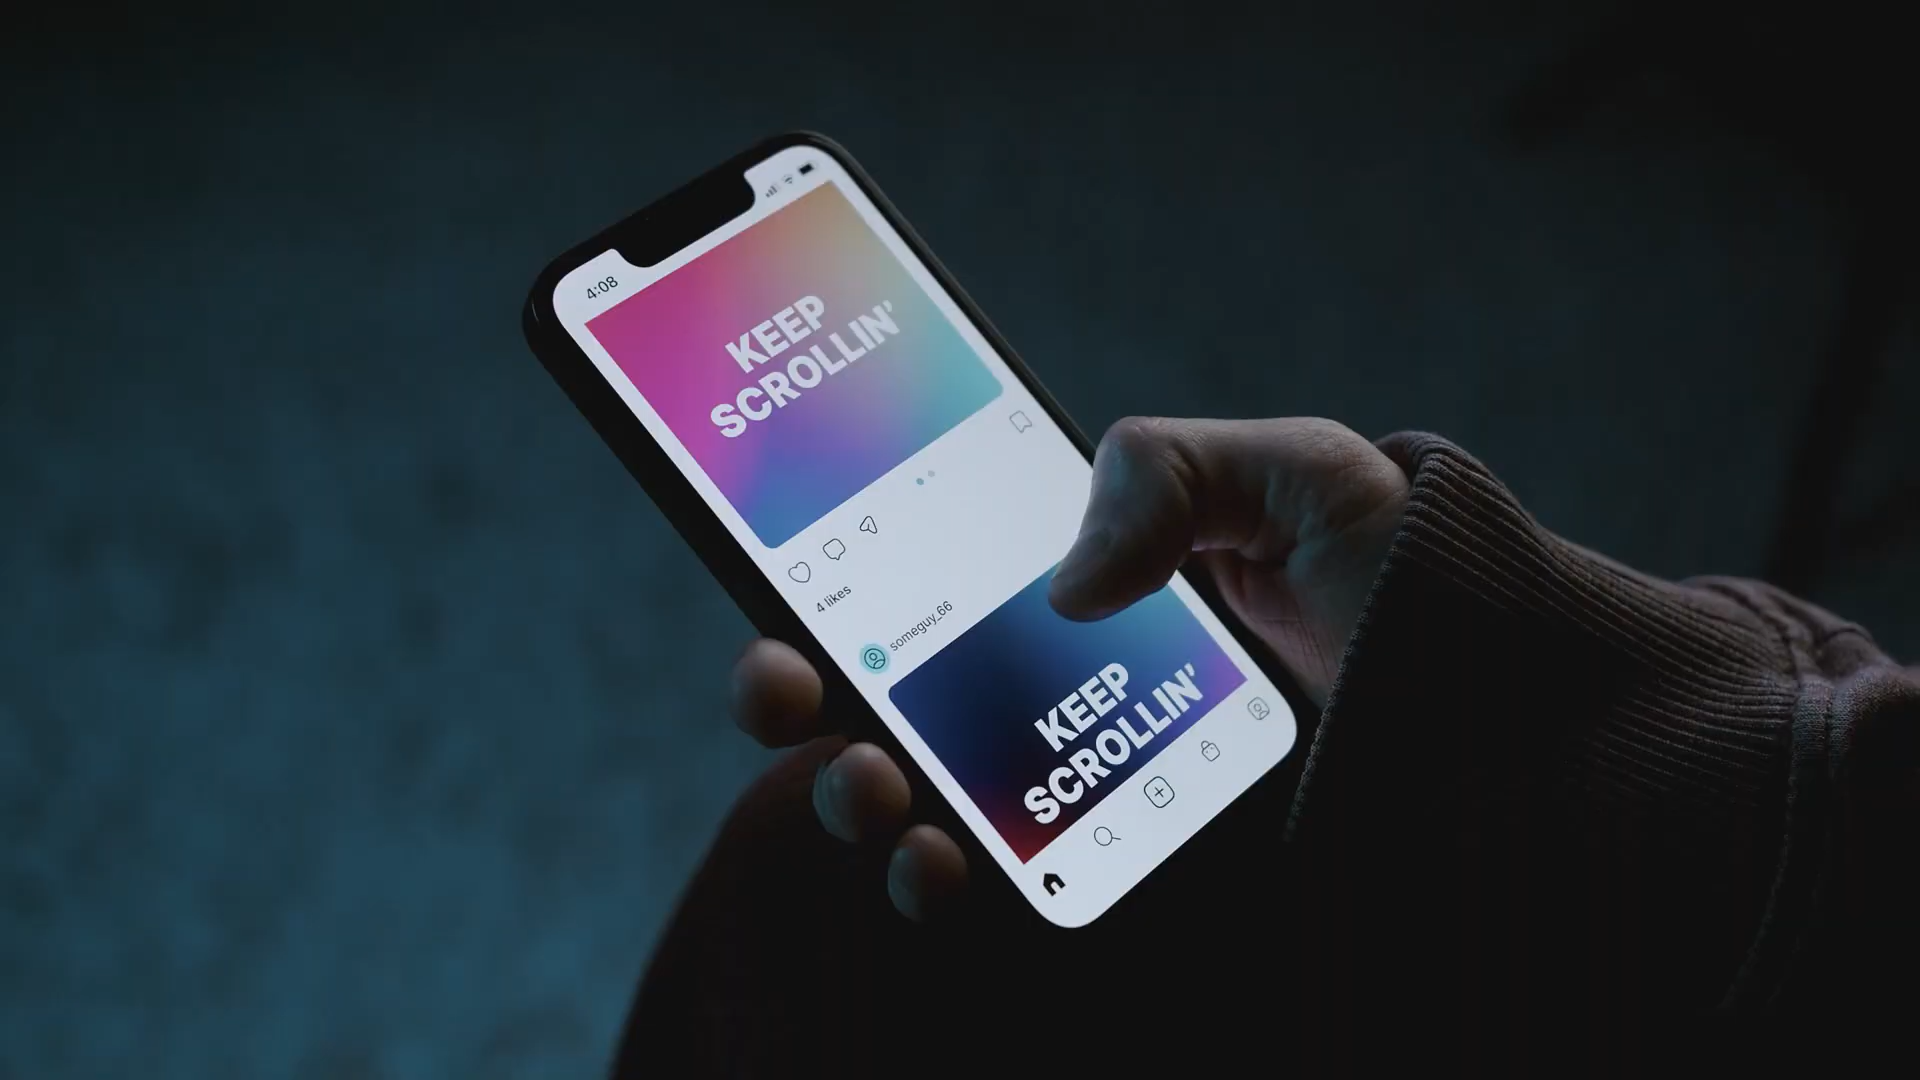 4:08
KEEP
SCROLLIN'
4 likes
someguy_66
KEEP
SCROLLIN'